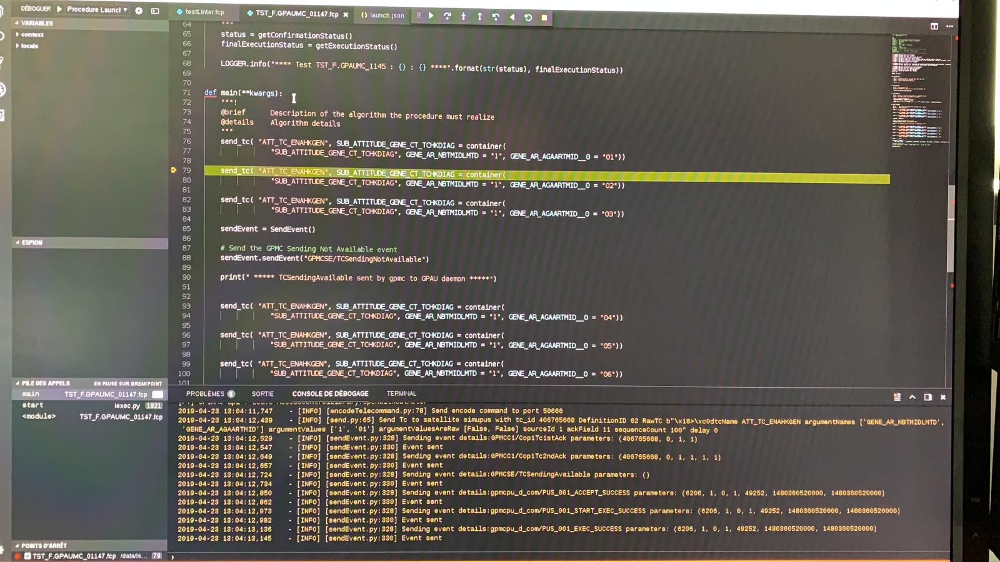 DÉBOGUER Procedure Launcl
testLinter.fcp
TST_F.GPAUMC_01147.fcp
{} launch.json
VARIABLES
context
locals
ESPION
PILE DES APPELS EN PAUSE SUR BREAKPOINT
main TST_F.GPAUMC_01147.fcp
start iexec.py 1921
<module> TST_F.GPAUMC_01147.fcp
POINTS D'ARRÊT
TST_F.GPAUMC_01147.fcp /data/is... 79
64 """
65 status = getConfirmationStatus()
66 finalExecutionStatus = getExecutionStatus()
67
68 LOGGER.info("**** Test TST_F.GPAUMC_1145 : {} : {} ****".format(str(status), finalExecutionStatus))
69
70
71 def main(**kwargs):
72 """!
73 @brief Description of the algorithm the procedure must realize
74 @details Algorithm details
75 """
76 send_tc( "ATT_TC_ENAHKGEN", SUB_ATTITUDE_GENE_CT_TCHKDIAG = container(
77 "SUB_ATTITUDE_GENE_CT_TCHKDIAG", GENE_AR_NBTMIDLMTD = "1", GENE_AR_AGAARTMID__0 = "01"))
78
79 send_tc( "ATT_TC_ENAHKGEN", SUB_ATTITUDE_GENE_CT_TCHKDIAG = container(
80 "SUB_ATTITUDE_GENE_CT_TCHKDIAG", GENE_AR_NBTMIDLMTD = "1", GENE_AR_AGAARTMID__0 = "02"))
81
82 send_tc( "ATT_TC_ENAHKGEN", SUB_ATTITUDE_GENE_CT_TCHKDIAG = container(
83 "SUB_ATTITUDE_GENE_CT_TCHKDIAG", GENE_AR_NBTMIDLMTD = "1", GENE_AR_AGAARTMID__0 = "03"))
84
85 sendEvent = SendEvent()
86
87 # Send the GPMC Sending Not Available event
88 sendEvent.sendEvent("GPMCSE/TCSendingNotAvailable")
89
90 print(" ***** TCSendingAvailable sent by gpmc to GPAU daemon *****")
91
92
93 send_tc( "ATT_TC_ENAHKGEN", SUB_ATTITUDE_GENE_CT_TCHKDIAG = container(
94 "SUB_ATTITUDE_GENE_CT_TCHKDIAG", GENE_AR_NBTMIDLMTD = "1", GENE_AR_AGAARTMID__0 = "04"))
95
96 send_tc( "ATT_TC_ENAHKGEN", SUB_ATTITUDE_GENE_CT_TCHKDIAG = container(
97 "SUB_ATTITUDE_GENE_CT_TCHKDIAG", GENE_AR_NBTMIDLMTD = "1", GENE_AR_AGAARTMID__0 = "05"))
98
99 send_tc( "ATT_TC_ENAHKGEN", SUB_ATTITUDE_GENE_CT_TCHKDIAG = container(
100 "SUB_ATTITUDE_GENE_CT_TCHKDIAG", GENE_AR_NBTMIDLMTD = "1", GENE_AR_AGAARTMID__0 = "06"))
101
PROBLÈMES 5 SORTIE CONSOLE DE DÉBOGAGE TERMINAL
2019-04-23 13:04:11,747 - [INFO] [encodeTelecommand.py:78] Send encode command to port 50666
2019-04-23 13:04:12,439 - [INFO] [send.py:65] Send Tc to satellite simupus with tc_id 406765668 DefinitionID 62 RawTC b"\x18>\xc0dtcName ATT_TC_ENAHKGEN argumentNames ['GENE_AR_NBTMIDLMTD',
'GENE_AR_AGAARTMID'] argumentValues ['1', '01'] argumentValuesAreRaw [False, False] sourceId 1 ackField 11 sequenceCount 100" delay 0
2019-04-23 13:04:12,529 - [INFO] [sendEvent.py:328] Sending event details:GPMCC1/Cop1Tc1stAck parameters: (406765668, 0, 1, 1)
2019-04-23 13:04:12,547 - [INFO] [sendEvent.py:330] Event sent
2019-04-23 13:04:12,649 - [INFO] [sendEvent.py:328] Sending event details:GPMCC1/Cop1Tc2ndAck parameters: (406765668, 0, 1, 1, 1, 1)
2019-04-23 13:04:12,657 - [INFO] [sendEvent.py:330] Event sent
2019-04-23 13:04:12,724 - [INFO] [sendEvent.py:328] Sending event details:GPMCSE/TCSendingAvailable parameters: ()
2019-04-23 13:04:12,734 - [INFO] [sendEvent.py:330] Event sent
2019-04-23 13:04:12,850 - [INFO] [sendEvent.py:328] Sending event details:gpmcpu_d_com/PUS_001_ACCEPT_SUCCESS parameters: (6206, 1, 0, 1, 49252, 1480360520000, 1480360520000)
2019-04-23 13:04:12,862 - [INFO] [sendEvent.py:330] Event sent
2019-04-23 13:04:12,973 - [INFO] [sendEvent.py:328] Sending event details:gpmcpu_d_com/PUS_001_START_EXEC_SUCCESS parameters: (6206, 1, 0, 1, 49252, 1480360520000, 1480360520000)
2019-04-23 13:04:12,982 - [INFO] [sendEvent.py:330] Event sent
2019-04-23 13:04:13,136 - [INFO] [sendEvent.py:328] Sending event details:gpmcpu_d_com/PUS_001_EXEC_SUCCESS parameters: (6206, 1, 0, 1, 49252, 1480360520000, 1480360520000)
2019-04-23 13:04:13,145 - [INFO] [sendEvent.py:330] Event sent